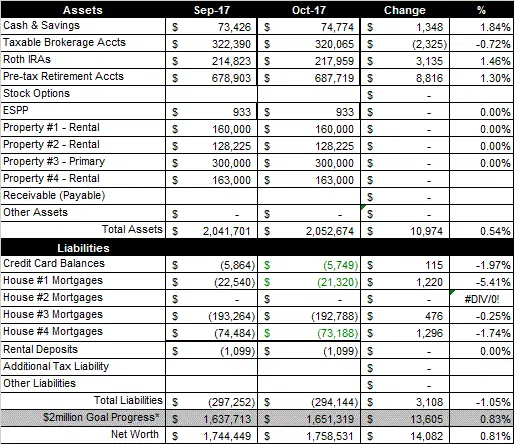 Assets Sep-17 Oct-17 Change %
Cash & Savings $ 73,426 $ 74,774 $ 1,348 1.84%
Taxable Brokerage Accts $ 322,390 $ 320,065 $ (2,325) -0.72%
Roth IRAs $ 214,823 $ 217,959 $ 3,135 1.46%
Pre-tax Retirement Accts $ 678,903 $ 687,719 $ 8,816 1.30%
Stock Options $ -
ESPP $ 933 $ 933 $ - 0.00%
Property #1 - Rental $ 160,000 $ 160,000 $ - 0.00%
Property #2 - Rental $ 128,225 $ 128,225 $ - 0.00%
Property #3 - Primary $ 300,000 $ 300,000 $ - 0.00%
Property #4 - Rental $ 163,000 $ 163,000 $ -
Receivable (Payable) $ -
Other Assets $ - $ - $ -
Total Assets $ 2,041,701 $ 2,052,674 $ 10,974 0.54%
Liabilities
Credit Card Balances $ (5,864) $ (5,749) $ 115 -1.97%
House #1 Mortgages $ (22,540) $ (21,320) $ 1,220 -5.41%
House #2 Mortgages $ - $ - $ - #DIV/0!
House #3 Mortgages $ (193,264) $ (192,788) $ 476 -0.25%
House #4 Mortgages $ (74,484) $ (73,188) $ 1,296 -1.74%
Rental Deposits $ (1,099) $ (1,099) $ - 0.00%
Additional Tax Liability $ -
Other Liabilities $ -
Total Liabilities $ (297,252) $ (294,144) $ 3,108 -1.05%
$2million Goal Progress* $ 1,637,713 $ 1,651,319 $ 13,605 0.83%
Net Worth $ 1,744,449 $ 1,758,531 $ 14,082 0.81%